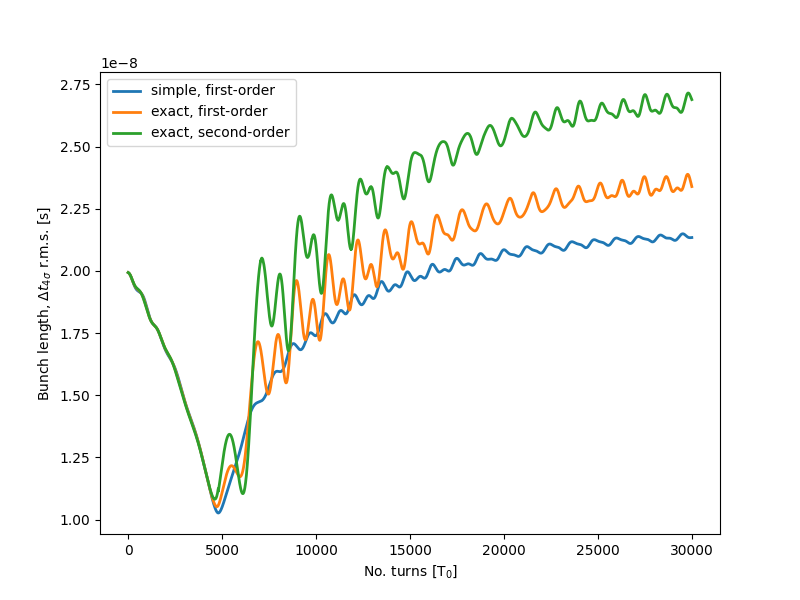 1e−8
simple, first-order
exact, first-order
exact, second-order
2.75
2.50
2.25
2.00
1.75
1.50
1.25
1.00
Bunch length, Δt4σ r.m.s. [s]
0 5000 10000 15000 20000 25000 30000
No. turns [T0]